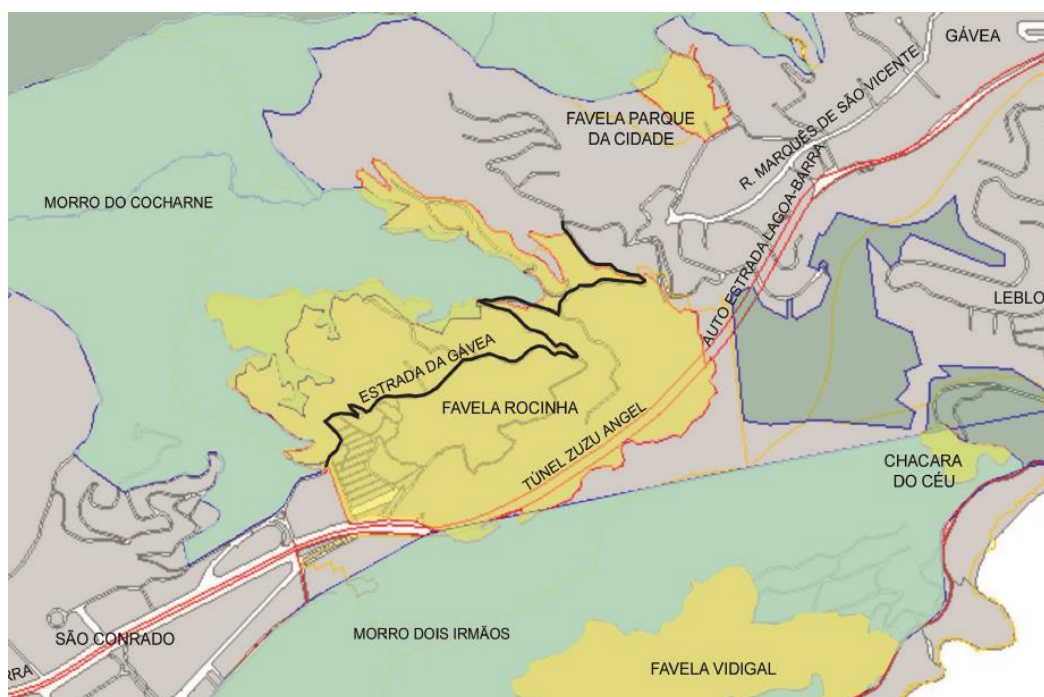 GÁVEA
R. MARQUÊS DE SÃO VICENTE
FAVELA PARQUE
DA CIDADE
MORRO DO COCHARNE
AUTO ESTRADA LAGOA-BARRA
LEBLO
ESTRADA DA GÁVEA
FAVELA ROCINHA
TÚNEL ZUZU ANGEL
CHACARA
DO CÉU
SÃO CONRADO
MORRO DOIS IRMÃOS
RRA
FAVELA VIDIGAL